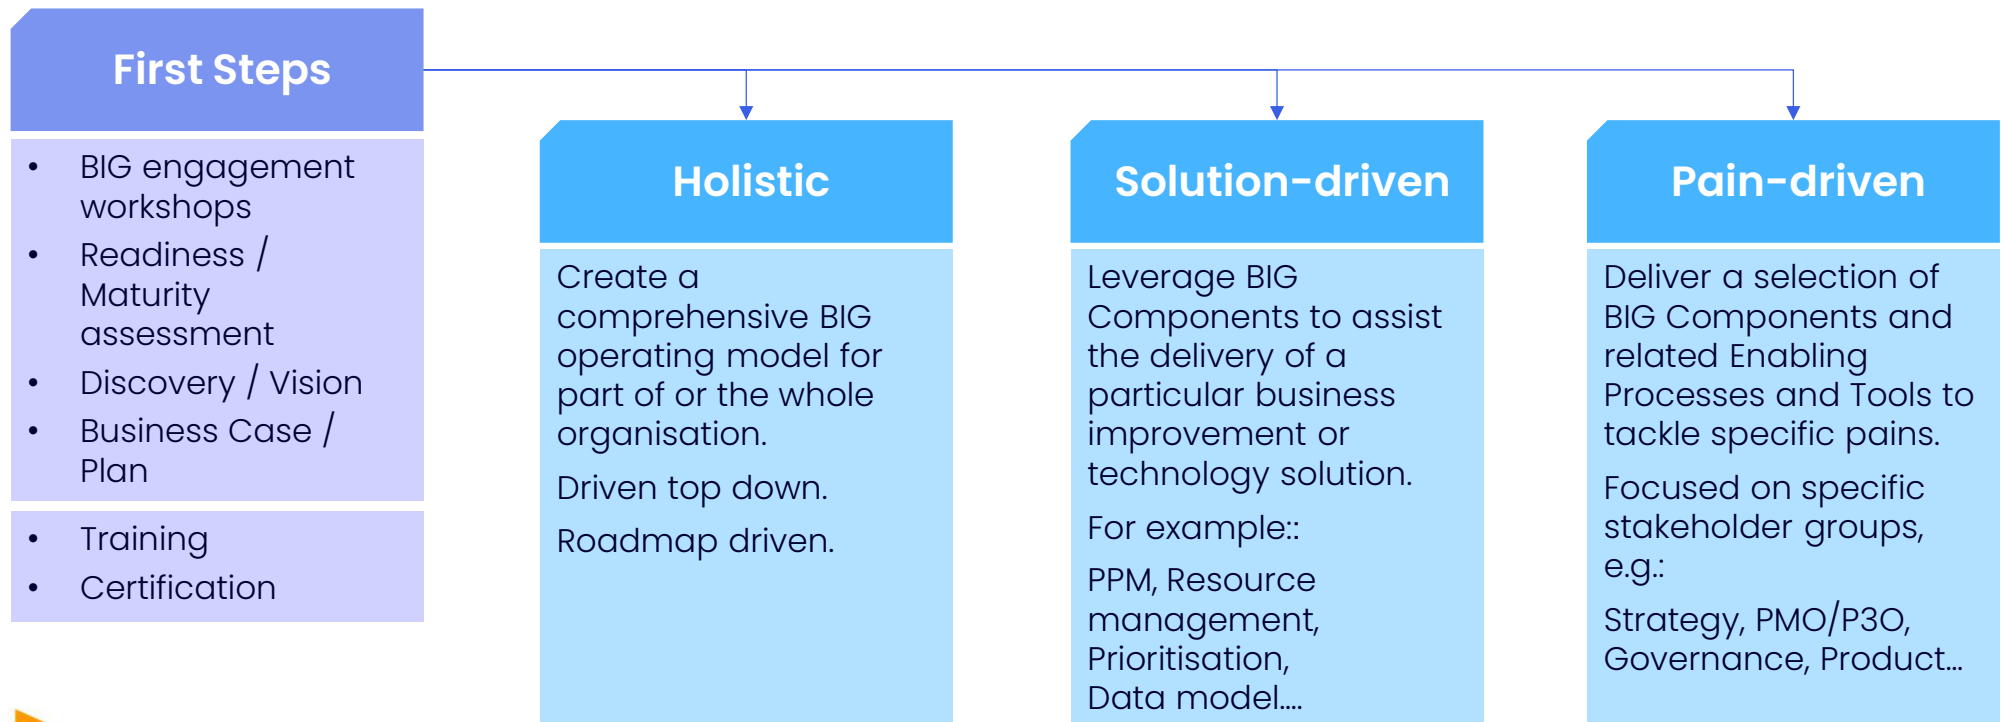 First Steps
• BIG engagement
workshops
• Readiness /
Maturity
assessment
• Discovery / Vision
• Business Case /
Plan
• Training
• Certification
Holistic
Create a
comprehensive BIG
operating model for
part of or the whole
organisation.
Driven top down.
Roadmap driven.
Solution-driven
Leverage BIG
Components to assist
the delivery of a
particular business
improvement or
technology solution.
For example::
PPM, Resource
management,
Prioritisation,
Data model....
Pain-driven
Deliver a selection of
BIG Components and
related Enabling
Processes and Tools to
tackle specific pains.
Focused on specific
stakeholder groups,
e.g.:
Strategy, PMO/P3O,
Governance, Product...